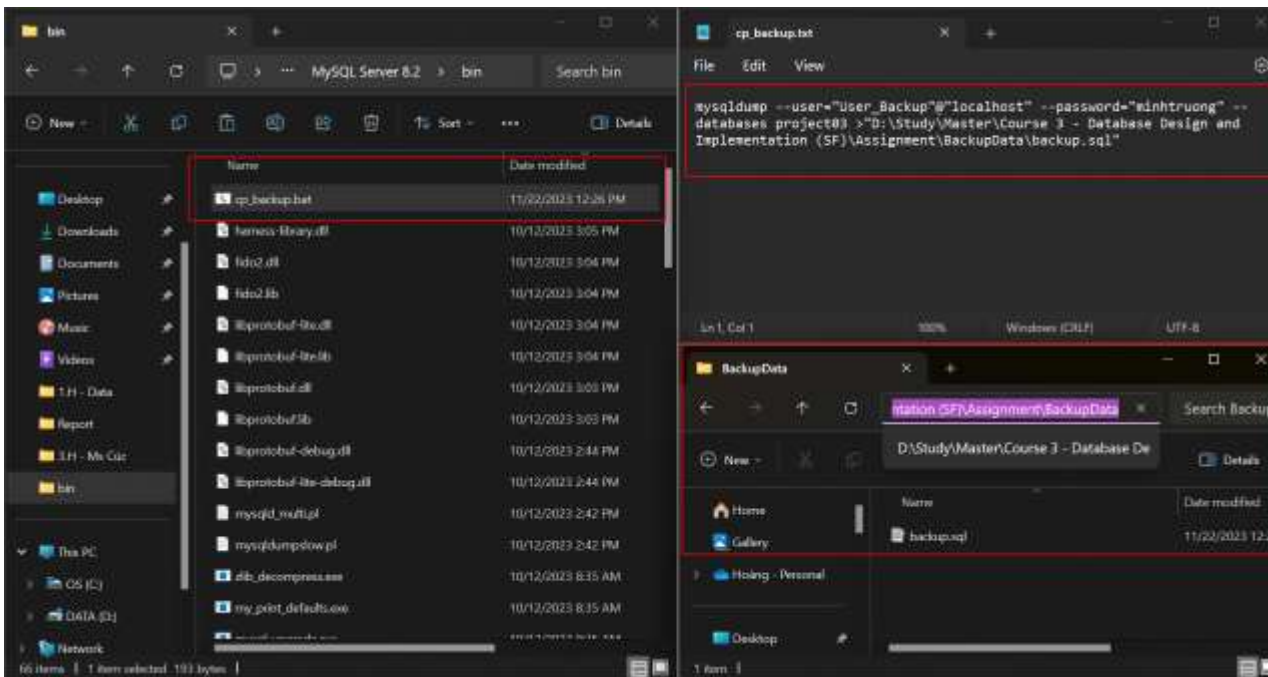 bin
MySQL Server 8.2 > bin
Search bin
New
Sort
Details
Name
Date modified
cp_backup.bat
11/22/2023 12:26 PM
harness-library.dll
10/12/2023 3:05 PM
fido2.dll
10/12/2023 3:04 PM
fido2.lib
10/12/2023 3:04 PM
libprotobuf-lite.dll
10/12/2023 3:04 PM
libprotobuf-lite.lib
10/12/2023 3:04 PM
libprotobuf.dll
10/12/2023 3:03 PM
libprotobuf.lib
10/12/2023 3:03 PM
libprotobuf-debug.dll
10/12/2023 2:44 PM
libprotobuf-lite-debug.dll
10/12/2023 2:44 PM
mysqld_multi.pl
10/12/2023 2:42 PM
mysqldumpslow.pl
10/12/2023 2:42 PM
zlib_decompress.exe
10/12/2023 8:35 AM
my_print_defaults.exe
10/12/2023 8:35 AM
Desktop
Downloads
Documents
Pictures
Music
Videos
1.H - Data
Report
3.H - Ms Cúc
bin
This PC
OS (C:)
DATA (D:)
Network
66 items
1 item selected
193 bytes
cp_backup.txt
File Edit View
mysqldump --user="User_Backup"@"localhost" --password="minhtruong" --
databases project03 >"D:\Study\Master\Course 3 - Database Design and
Implementation (SF)\Assignment\BackupData\backup.sql"
Ln 1, Col 1
100%
Windows (CRLF)
UTF-8
BackupData
ntation (SF)\Assignment\BackupData
Search Backup
D:\Study\Master\Course 3 - Database De
New
Details
Name
Date modified
Home
Gallery
backup.sql
11/22/2023 12:
Hoàng - Personal
Desktop
1 item